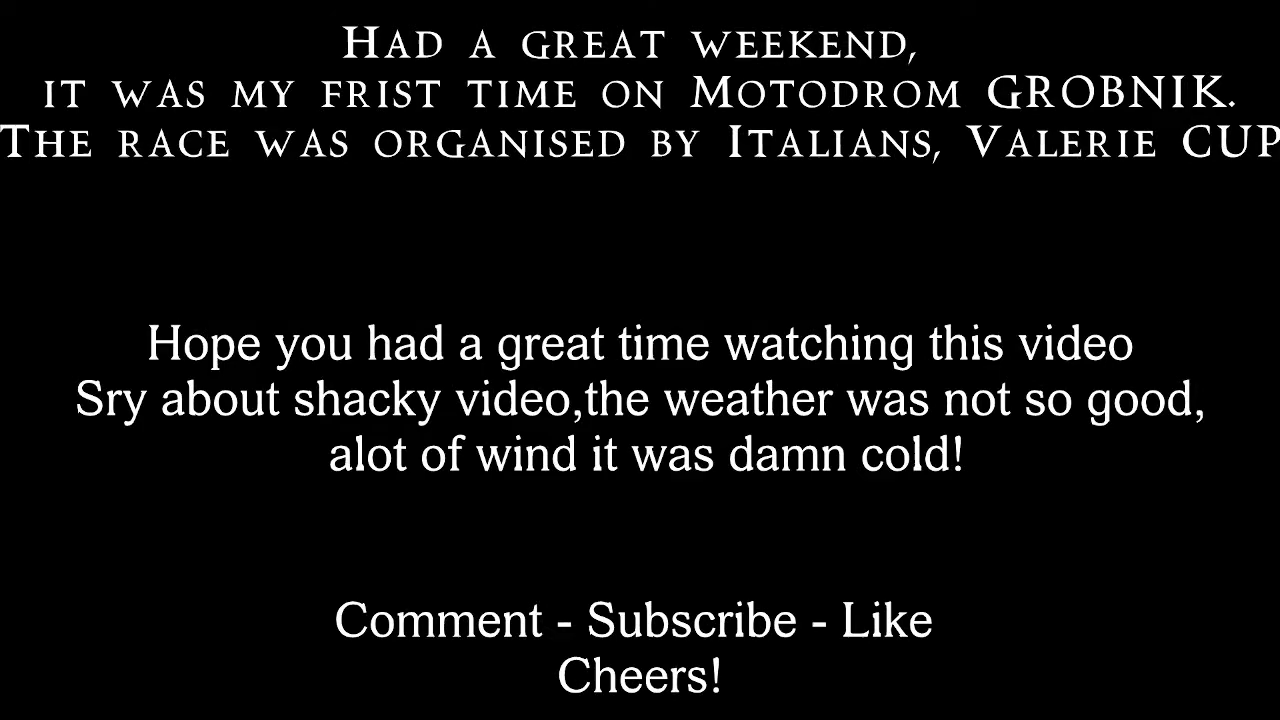 Had a great weekend,
it was my frist time on Motodrom GROBNIK.
The race was organised by Italians, Valerie CUP
Hope you had a great time watching this video
Sry about shacky video,the weather was not so good,
alot of wind it was damn cold!
Comment - Subscribe - Like
Cheers!